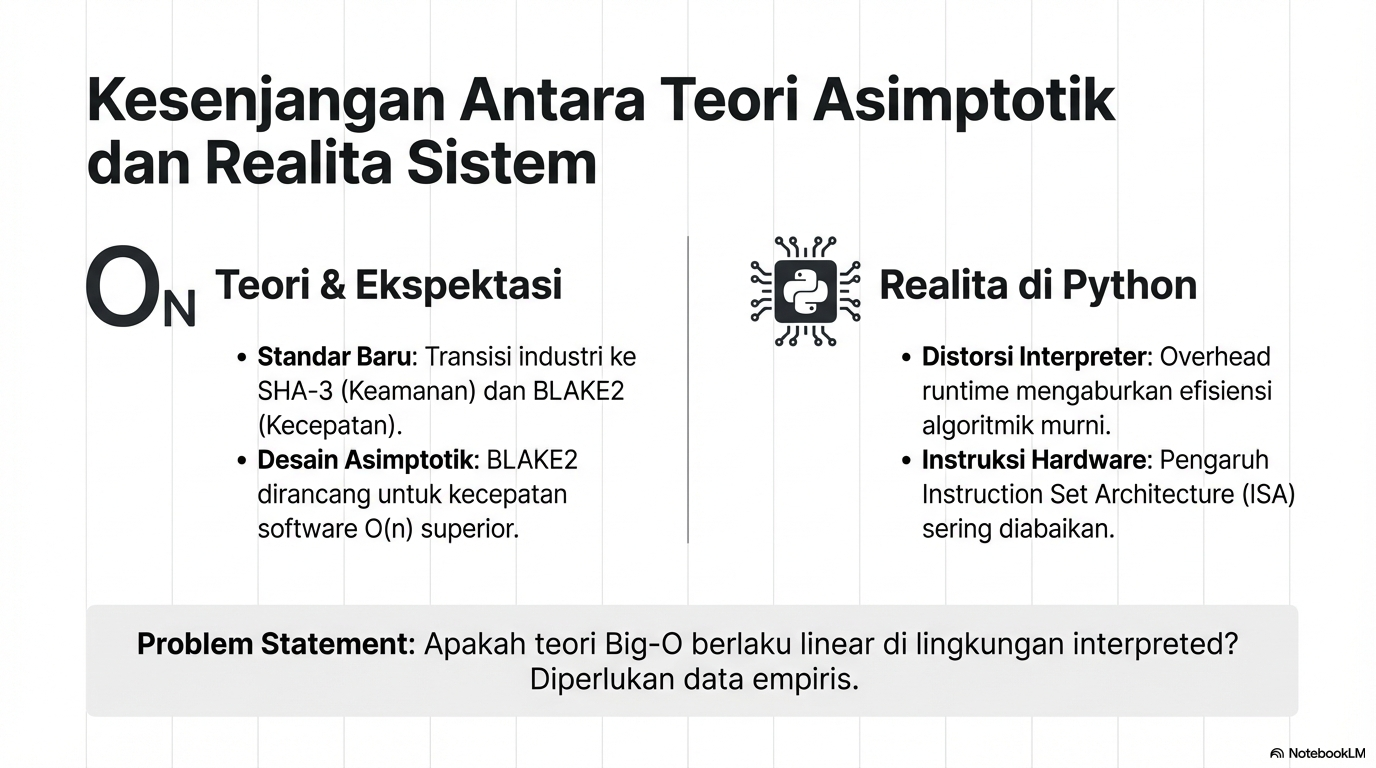 Kesenjangan Antara Teori Asimptotik
dan Realita Sistem
ON
Teori & Ekspektasi
• Standar Baru: Transisi industri ke
SHA-3 (Keamanan) dan BLAKE2
(Kecepatan).
• Desain Asimptotik: BLAKE2
dirancang untuk kecepatan
software O(n) superior.
Realita di Python
• Distorsi Interpreter: Overhead
runtime mengaburkan efisiensi
algoritmik murni.
• Instruksi Hardware: Pengaruh
Instruction Set Architecture (ISA)
sering diabaikan.
Problem Statement: Apakah teori Big-O berlaku linear di lingkungan interpreted?
Diperlukan data empiris.
NotebookLM